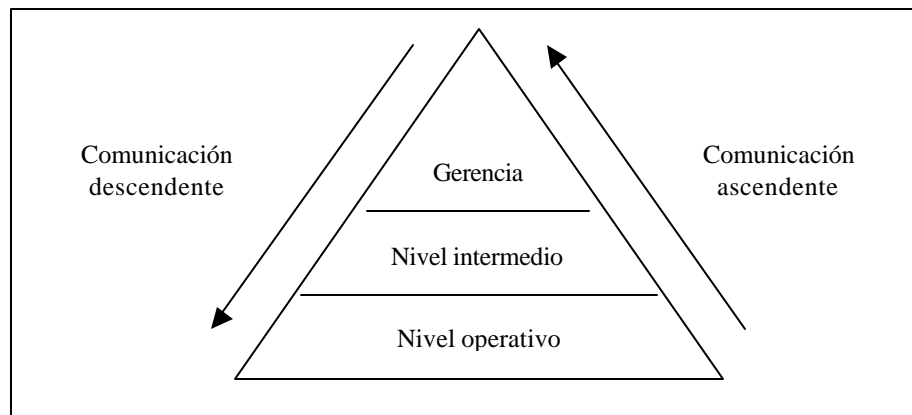 Comunicación
descendente
Comunicación
ascendente
Gerencia
Nivel intermedio
Nivel operativo